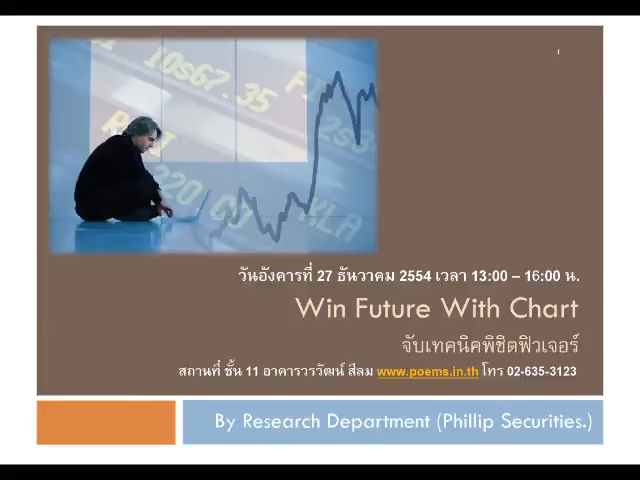 10s67.35
วันอังคารที่ 27 ธันวาคม 2554 เวลา 13:00 – 16:00 น.
Win Future With Chart
จับเทคนิคพิชิตฟิวเจอร์
สถานที่ ชั้น 11 อาคารวรวัฒน์ สีลม www.poems.in.th โทร 02-635-3123
By Research Department (Phillip Securities.)